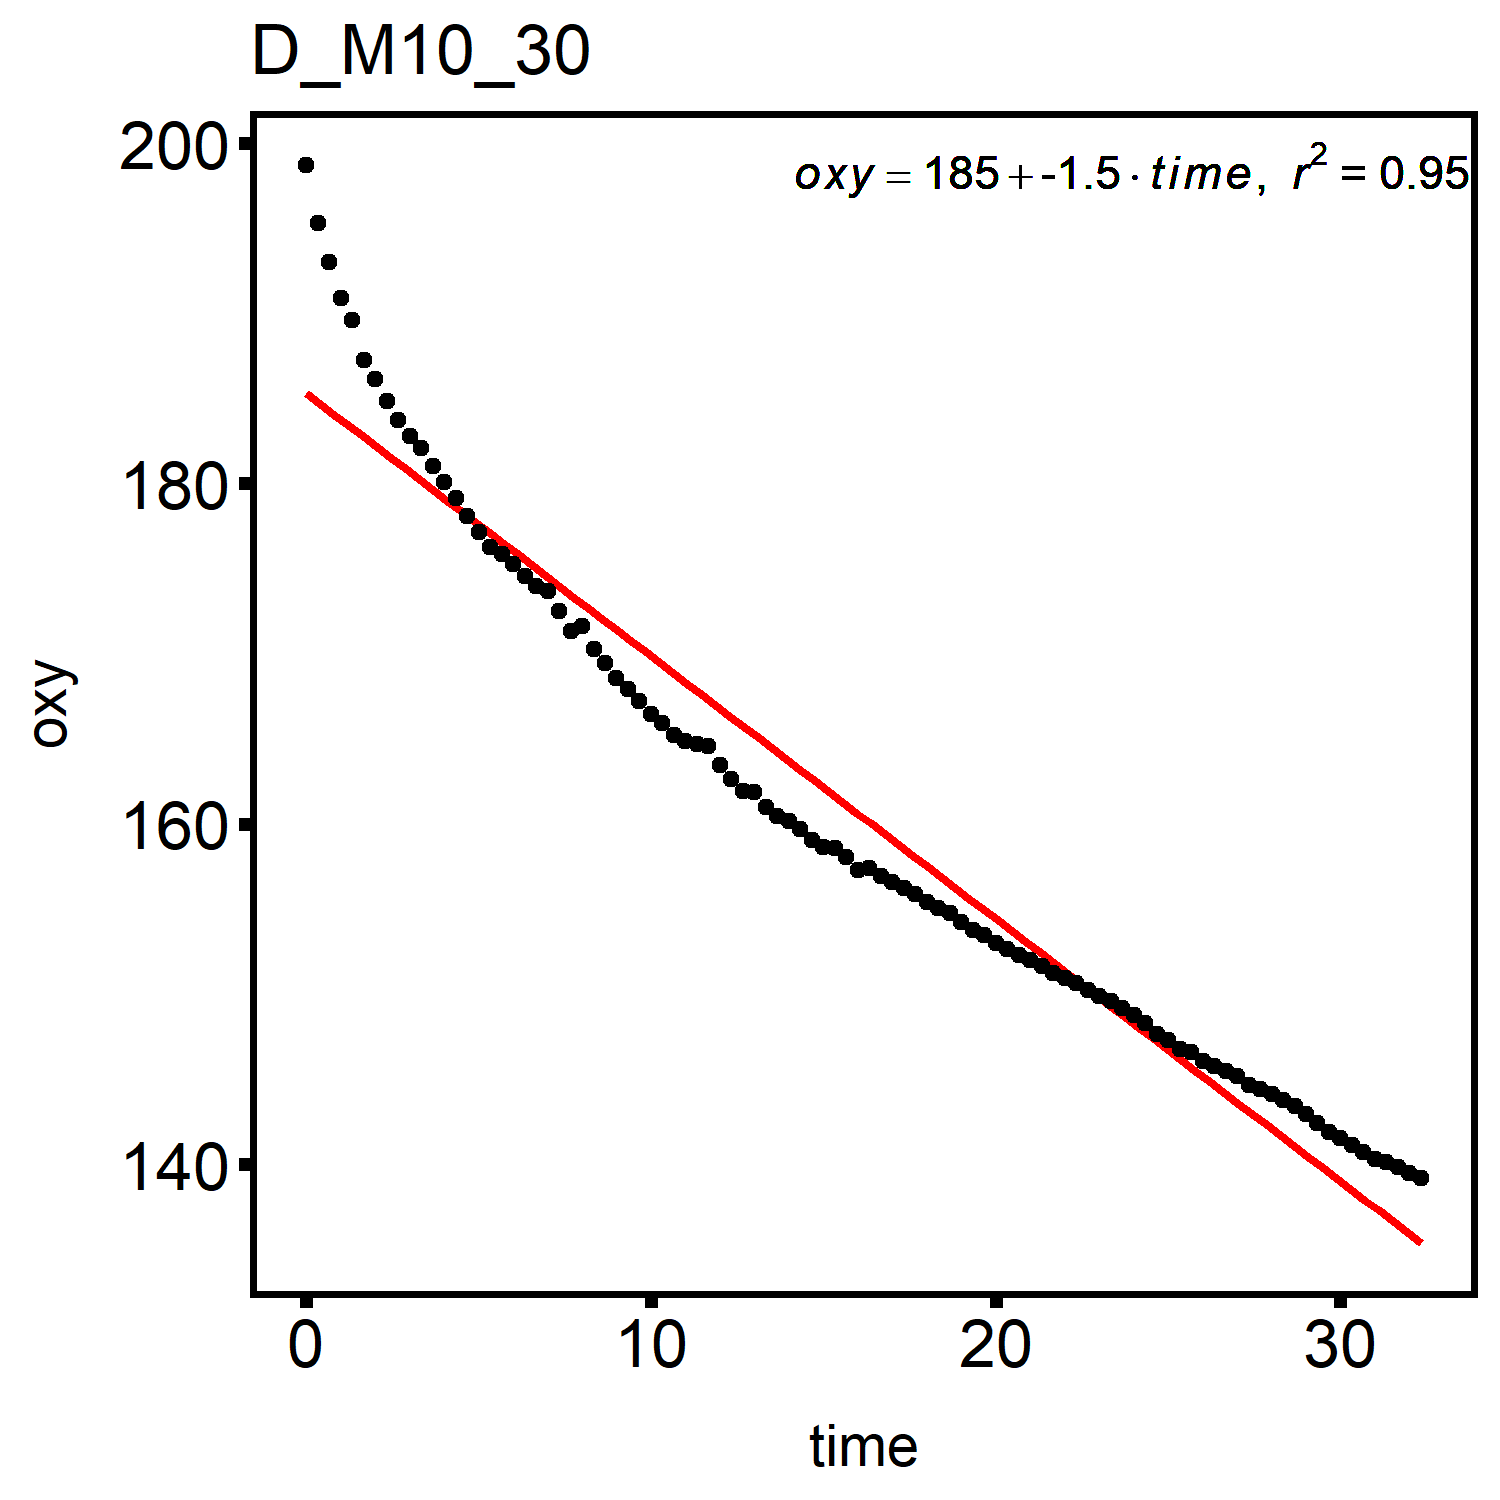 D_M10_30
oxy = 185 + -1.5 · time, r² = 0.95
200
180
160
140
oxy
0 10 20 30
time